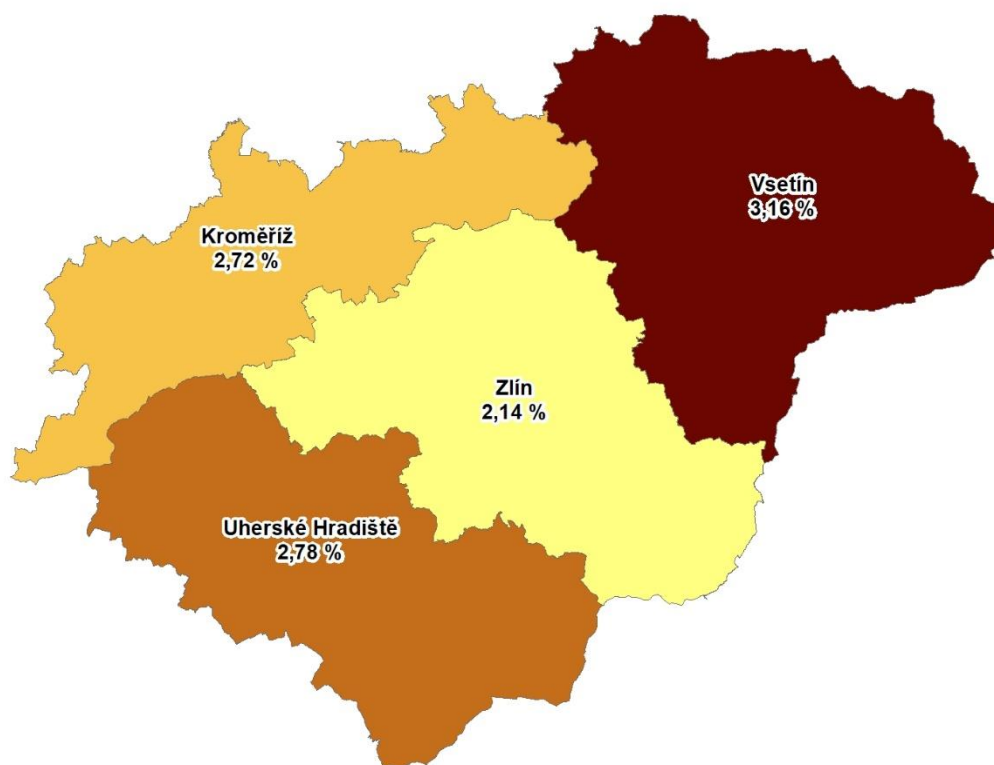 Vsetín
3,16 %
Kroměříž
2,72 %
Zlín
2,14 %
Uherské Hradiště
2,78 %